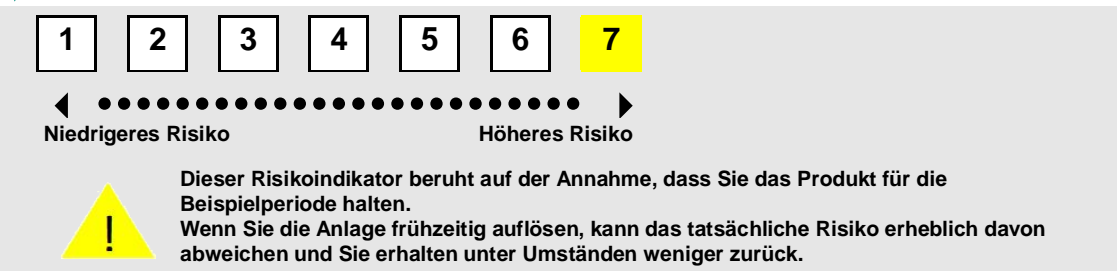 1 2 3 4 5 6 7
Niedrigeres Risiko Höheres Risiko
Dieser Risikoindikator beruht auf der Annahme, dass Sie das Produkt für die
Beispielperiode halten.
! Wenn Sie die Anlage frühzeitig auflösen, kann das tatsächliche Risiko erheblich davon
abweichen und Sie erhalten unter Umständen weniger zurück.